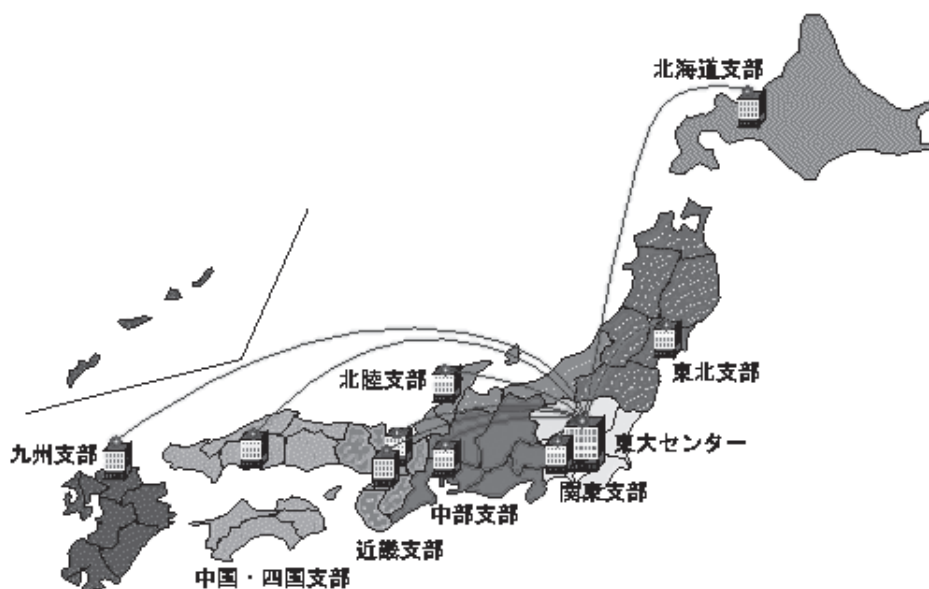 北海道支部
東北支部
北陸支部
東大センター
九州支部
関東支部
中部支部
近畿支部
中国・四国支部